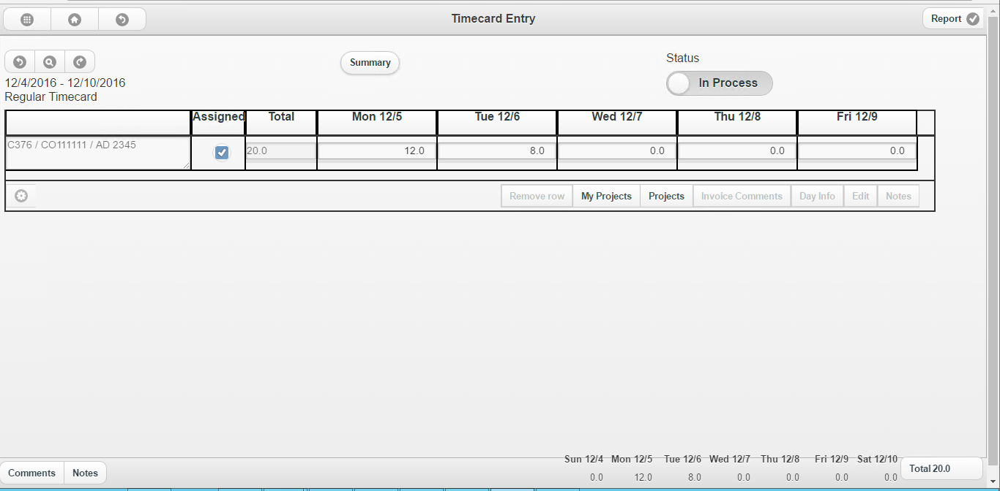 Timecard Entry
Report
Summary
Status
In Process
12/4/2016 - 12/10/2016
Regular Timecard
Assigned Total Mon 12/5 Tue 12/6 Wed 12/7 Thu 12/8 Fri 12/9
C376 / CO111111 / AD 2345 20.0 12.0 8.0 0.0 0.0 0.0
Remove row My Projects Projects Invoice Comments Day Info Edit Notes
Sun 12/4 Mon 12/5 Tue 12/6 Wed 12/7 Thu 12/8 Fri 12/9 Sat 12/10
Comments Notes Total 20.0
0.0 12.0 8.0 0.0 0.0 0.0 0.0